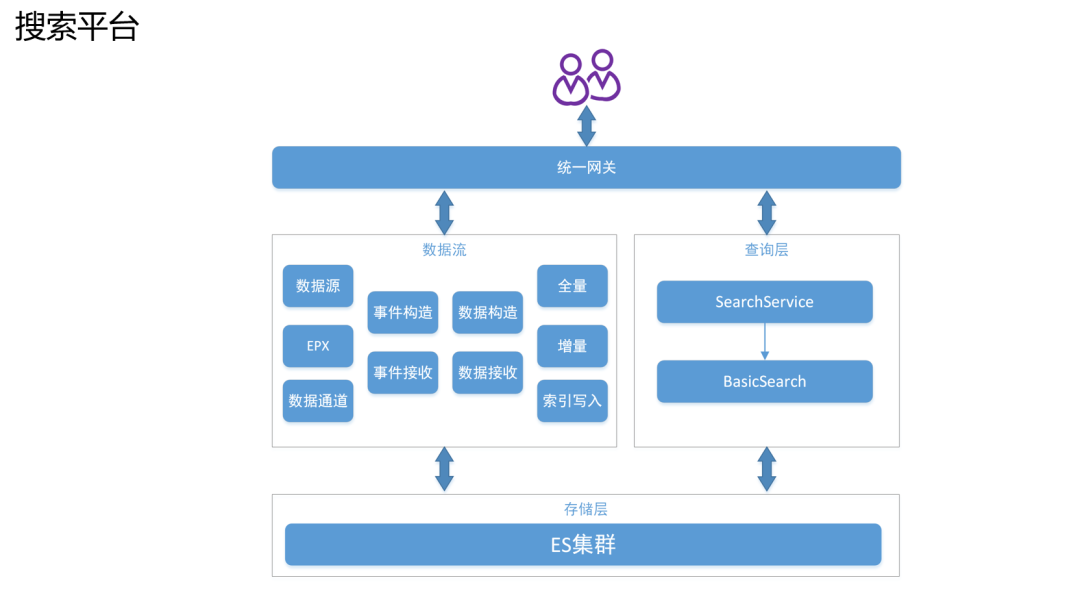 搜索平台
统一网关
数据流
数据源
EPX
数据通道
事件构造
事件接收
数据构造
数据接收
全量
增量
索引写入
查询层
SearchService
BasicSearch
存储层
ES集群